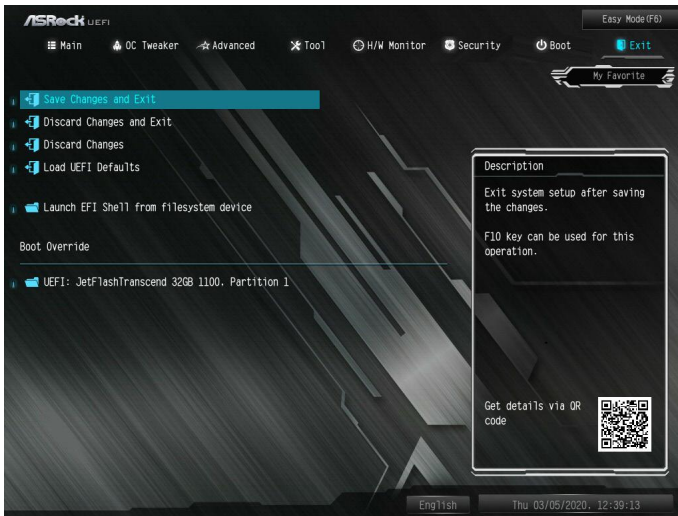 ASRock UEFI
Easy Mode(F6)
Main OC Tweaker Advanced Tool H/W Monitor Security Boot Exit
My Favorite
Save Changes and Exit
Discard Changes and Exit
Discard Changes
Load UEFI Defaults
Launch EFI Shell from filesystem device
Boot Override
UEFI: JetFlashTranscend 32GB 1100, Partition 1
Description
Exit system setup after saving
the changes.
F10 key can be used for this
operation.
Get details via QR
code
English
Thu 03/05/2020, 12:39:13